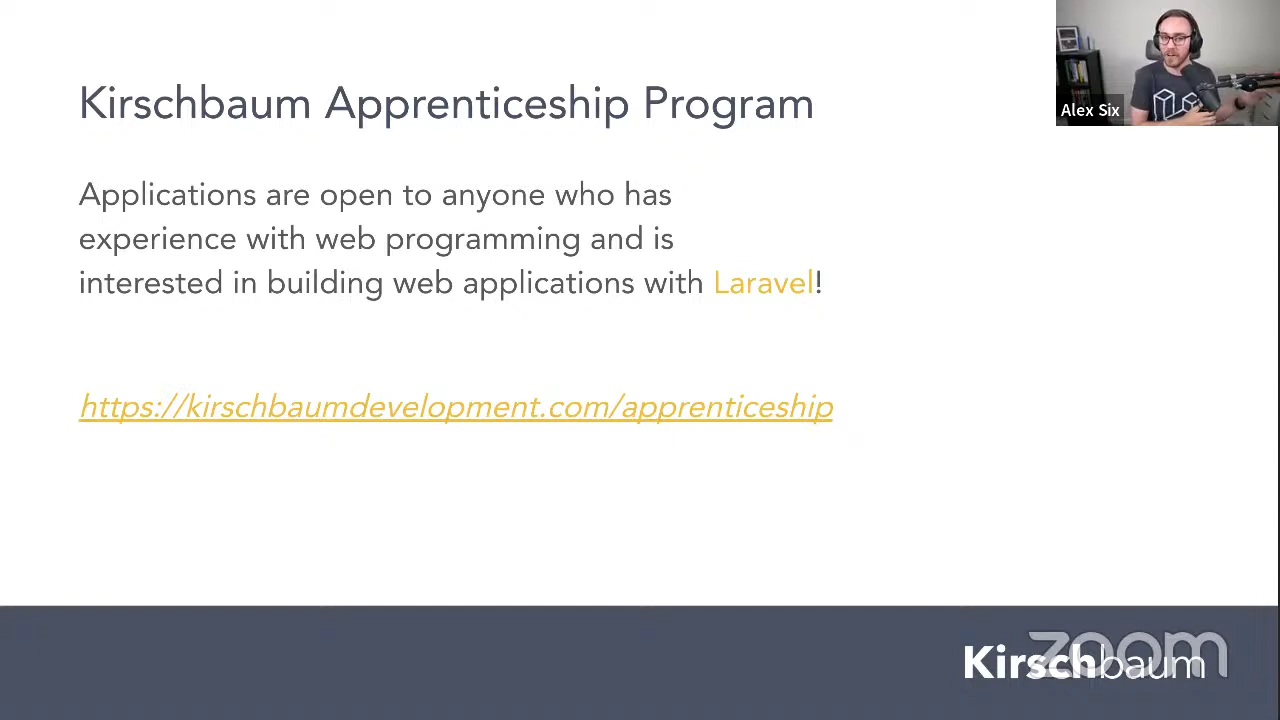 Kirschbaum Apprenticeship Program
Alex Six
Applications are open to anyone who has
experience with web programming and is
interested in building web applications with Laravel!
https://kirschbaumdevelopment.com/apprenticeship
Kirschbaum
zoom